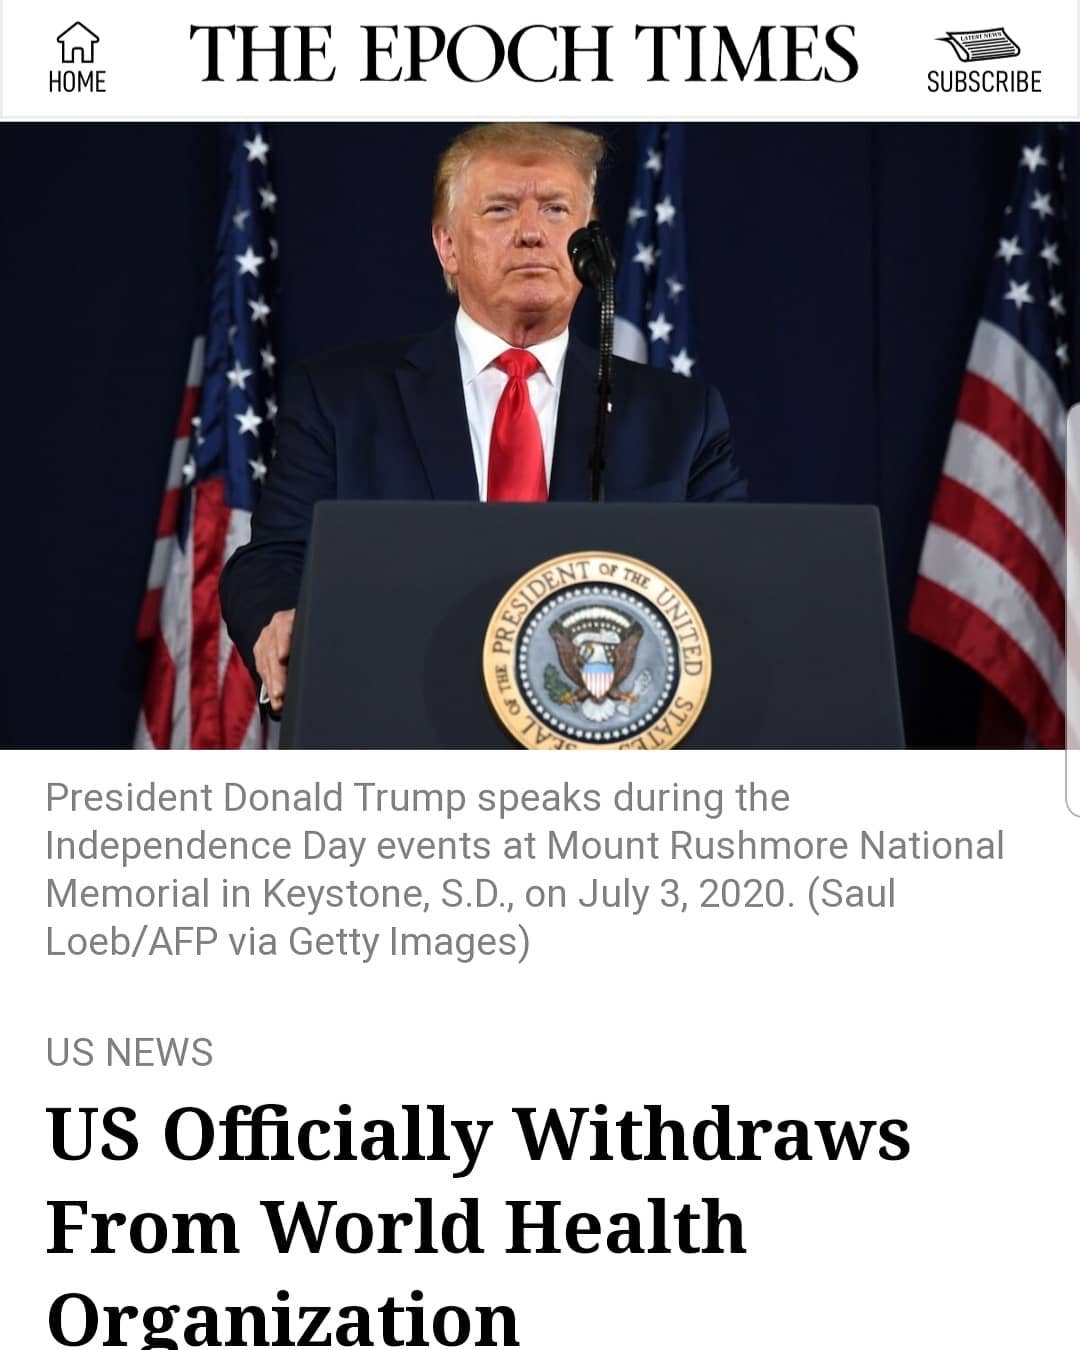 HOME
THE EPOCH TIMES
LATEST NEWS
SUBSCRIBE
SEAL OF THE PRESIDENT OF THE UNITED STATES
President Donald Trump speaks during the
Independence Day events at Mount Rushmore National
Memorial in Keystone, S.D., on July 3, 2020. (Saul
Loeb/AFP via Getty Images)
US NEWS
US Officially Withdraws
From World Health
Organization